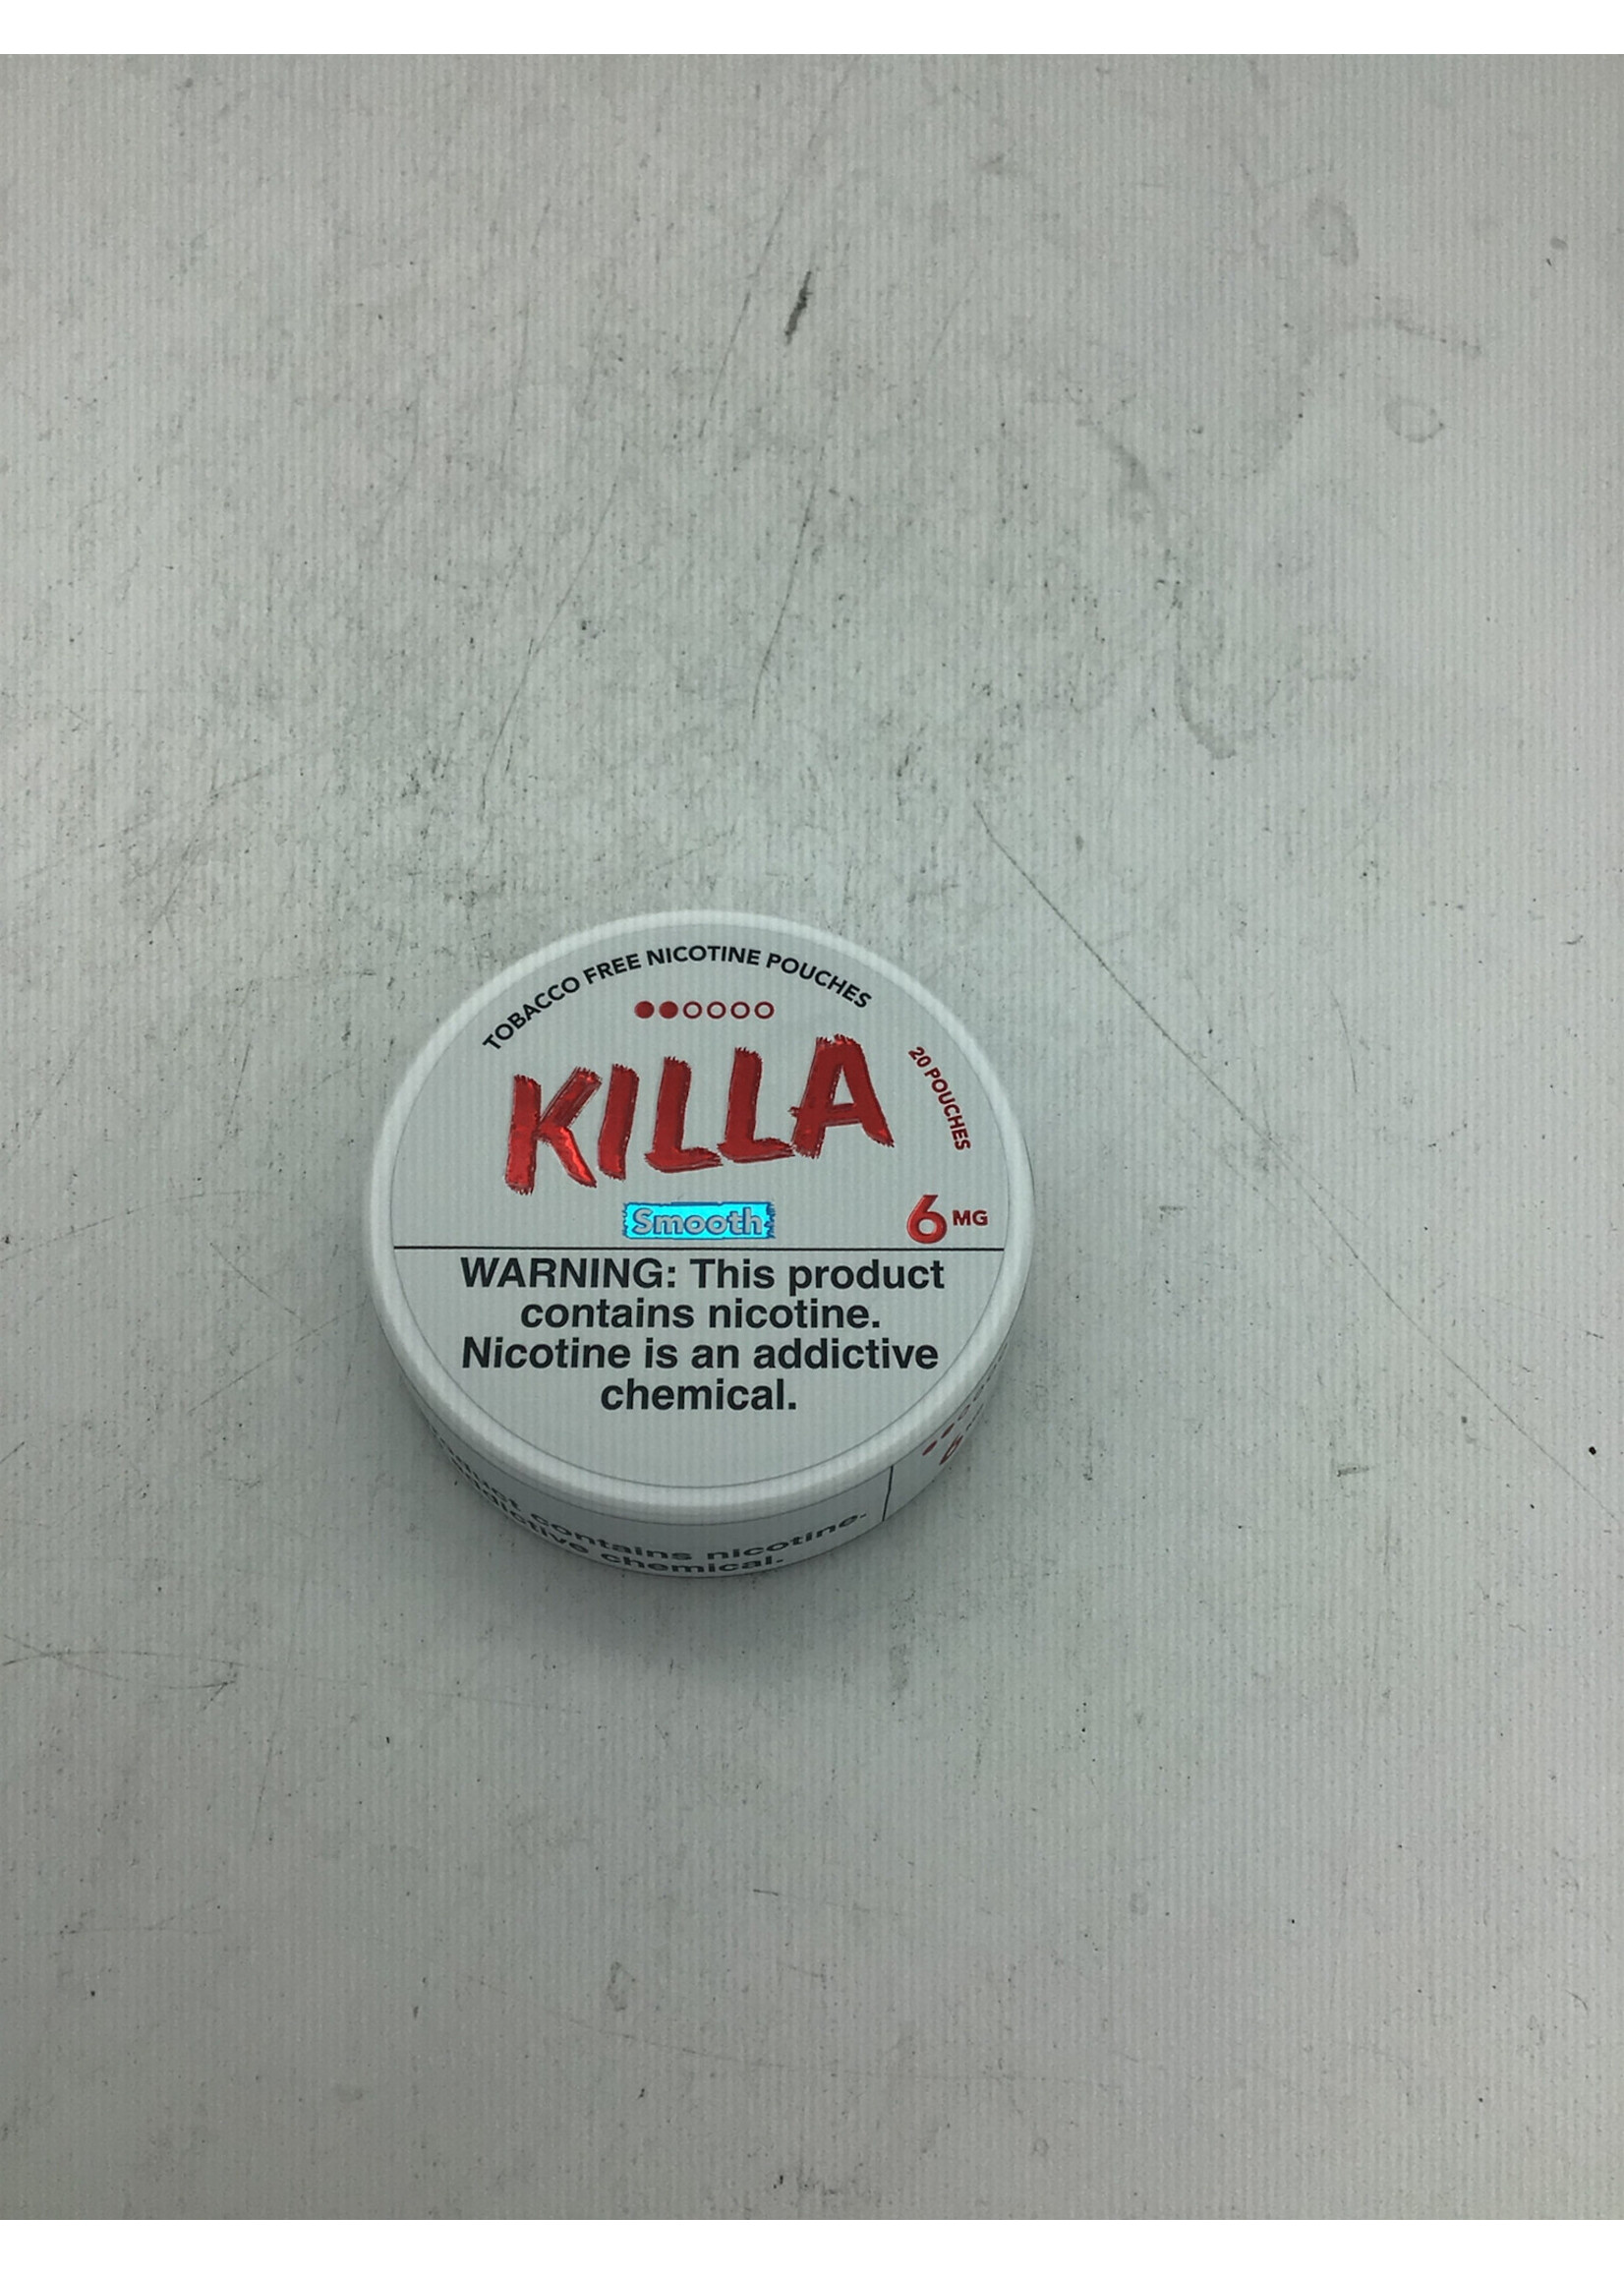 TOBACCO FREE NICOTINE POUCHES
KILLA
20 POUCHES
Smooth
6 MG
WARNING: This product
contains nicotine.
Nicotine is an addictive
chemical.
contains nicotine.
chemical.